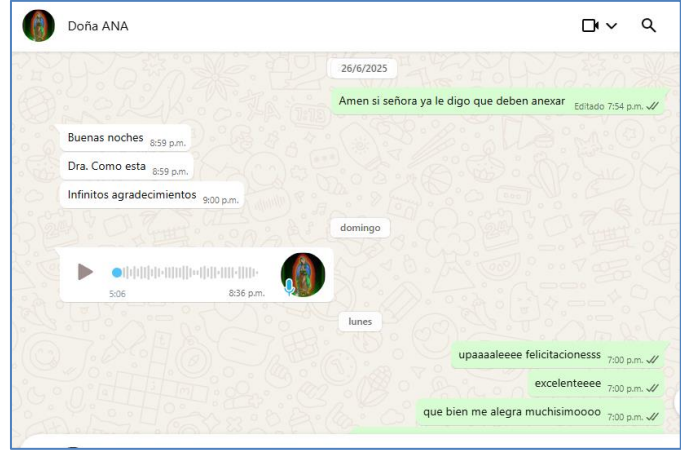 Doña ANA
26/6/2025
Amen si señora ya le digo que deben anexar Editado 7:54 p.m.
Buenas noches 8:59 p.m.
Dra. Como esta 8:59 p.m.
Infinitos agradecimientos 9:00 p.m.
domingo
5:06 8:36 p.m.
lunes
upaaaaleeee felicitacionesss 7:00 p.m.
excelenteeee 7:00 p.m.
que bien me alegra muchisimoooo 7:00 p.m.